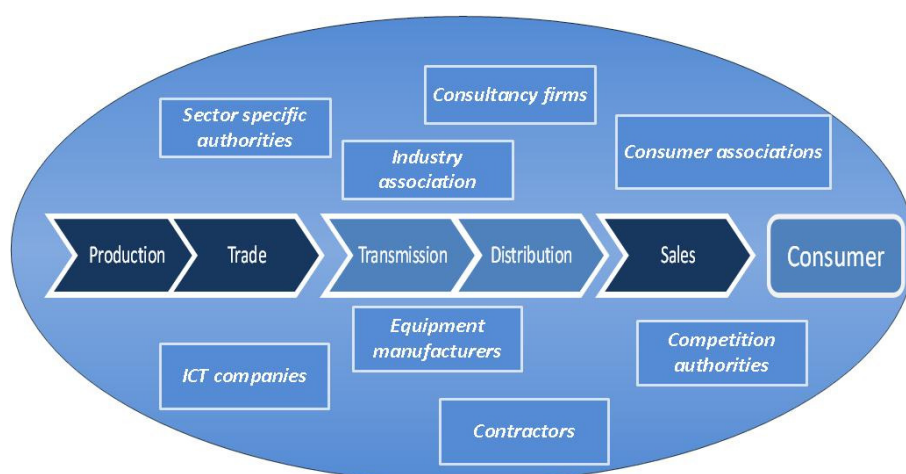 Consultancy firms
Sector specific
authorities
Consumer associations
Industry
association
Production
Trade
Transmission
Distribution
Sales
Consumer
Equipment
manufacturers
Competition
authorities
ICT companies
Contractors